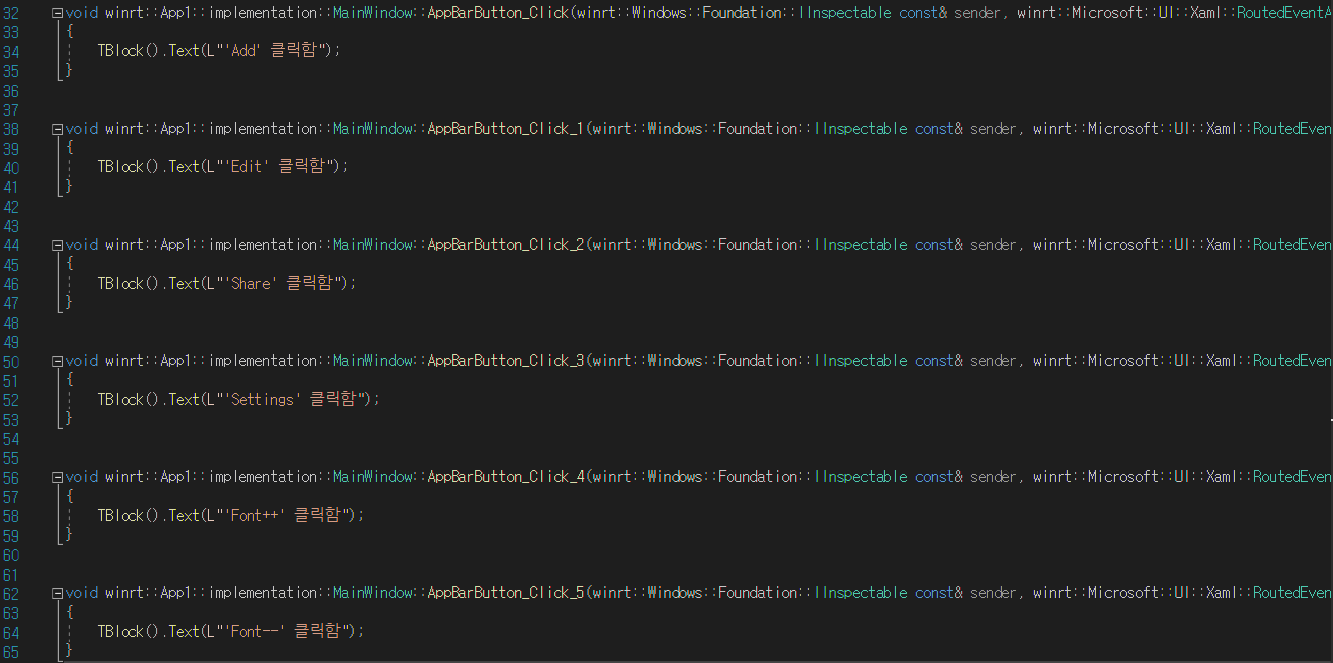 32 void winrt::App1::implementation::MainWindow::AppBarButton_Click(winrt::Windows::Foundation::IInspectable const& sender, winrt::Microsoft::UI::Xaml::RoutedEventA
33 {
34 TBlock().Text(L"'Add' 클릭함");
35 }
36
37
38 void winrt::App1::implementation::MainWindow::AppBarButton_Click_1(winrt::Windows::Foundation::IInspectable const& sender, winrt::Microsoft::UI::Xaml::RoutedEven
39 {
40 TBlock().Text(L"'Edit' 클릭함");
41 }
42
43
44 void winrt::App1::implementation::MainWindow::AppBarButton_Click_2(winrt::Windows::Foundation::IInspectable const& sender, winrt::Microsoft::UI::Xaml::RoutedEven
45 {
46 TBlock().Text(L"'Share' 클릭함");
47 }
48
49
50 void winrt::App1::implementation::MainWindow::AppBarButton_Click_3(winrt::Windows::Foundation::IInspectable const& sender, winrt::Microsoft::UI::Xaml::RoutedEven
51 {
52 TBlock().Text(L"'Settings' 클릭함");
53 }
54
55
56 void winrt::App1::implementation::MainWindow::AppBarButton_Click_4(winrt::Windows::Foundation::IInspectable const& sender, winrt::Microsoft::UI::Xaml::RoutedEven
57 {
58 TBlock().Text(L"'Font++' 클릭함");
59 }
60
61
62 void winrt::App1::implementation::MainWindow::AppBarButton_Click_5(winrt::Windows::Foundation::IInspectable const& sender, winrt::Microsoft::UI::Xaml::RoutedEven
63 {
64 TBlock().Text(L"'Font--' 클릭함");
65 }